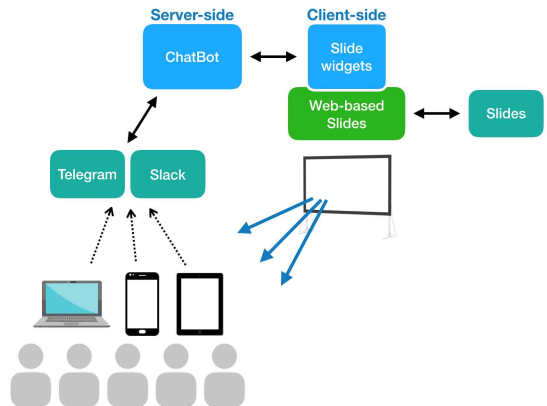 Server-side
Client-side
ChatBot
Slide
widgets
Web-based
Slides
Slides
Telegram
Slack